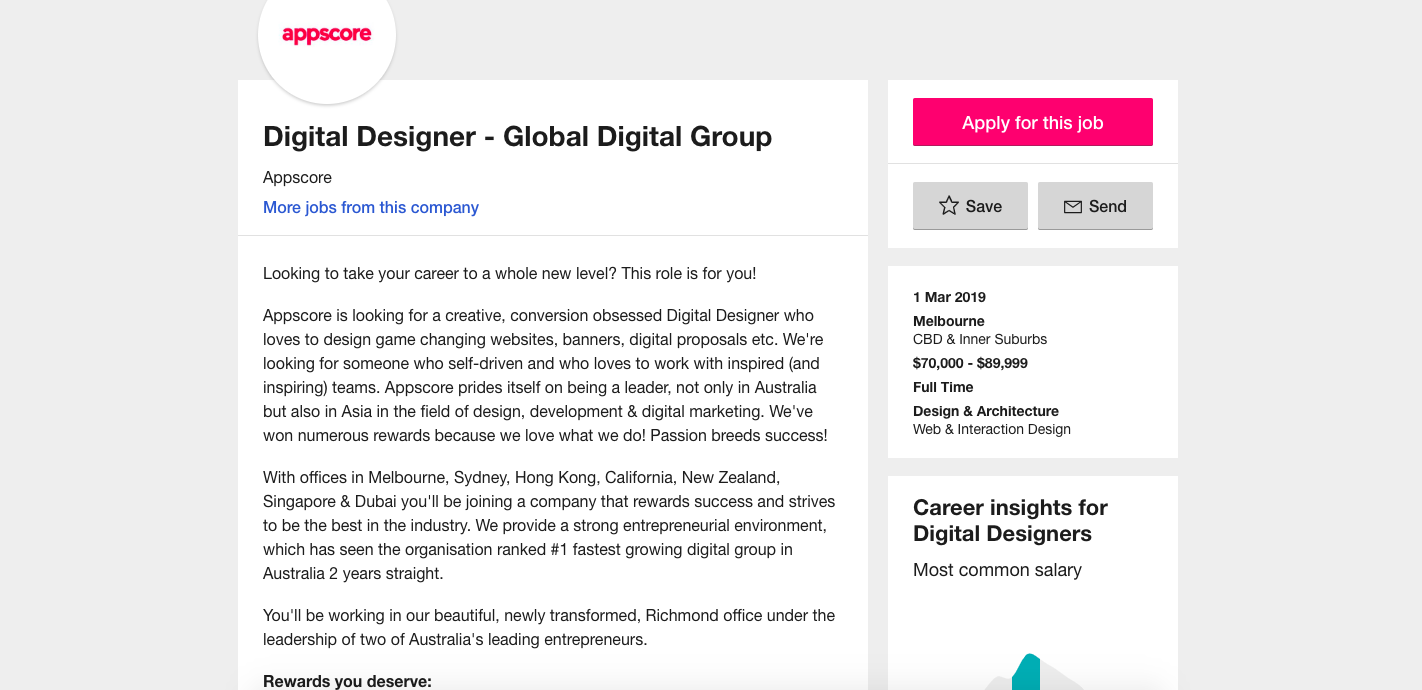 appscore
Digital Designer - Global Digital Group
Appscore
More jobs from this company
Looking to take your career to a whole new level? This role is for you!
Appscore is looking for a creative, conversion obsessed Digital Designer who
loves to design game changing websites, banners, digital proposals etc. We're
looking for someone who self-driven and who loves to work with inspired (and
inspiring) teams. Appscore prides itself on being a leader, not only in Australia
but also in Asia in the field of design, development & digital marketing. We've
won numerous rewards because we love what we do! Passion breeds success!
With offices in Melbourne, Sydney, Hong Kong, California, New Zealand,
Singapore & Dubai you'll be joining a company that rewards success and strives
to be the best in the industry. We provide a strong entrepreneurial environment,
which has seen the organisation ranked #1 fastest growing digital group in
Australia 2 years straight.
You'll be working in our beautiful, newly transformed, Richmond office under the
leadership of two of Australia's leading entrepreneurs.
Rewards you deserve:
Apply for this job
Save
Send
1 Mar 2019
Melbourne
CBD & Inner Suburbs
$70,000 - $89,999
Full Time
Design & Architecture
Web & Interaction Design
Career insights for
Digital Designers
Most common salary